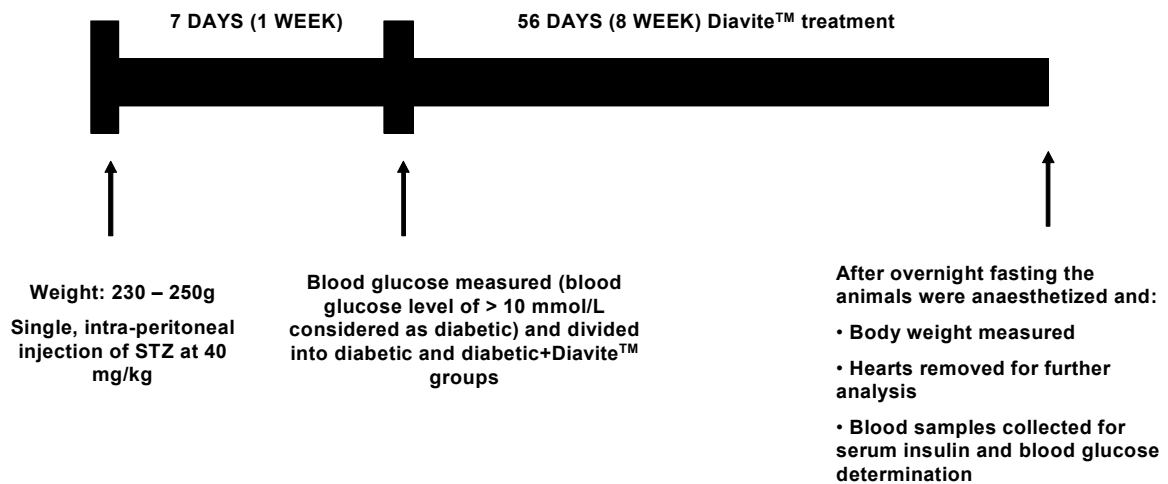 7 DAYS (1 WEEK)
56 DAYS (8 WEEK) Diavite™ treatment
Weight: 230 – 250g
Single, intra-peritoneal
injection of STZ at 40
mg/kg
Blood glucose measured (blood
glucose level of > 10 mmol/L
considered as diabetic) and divided
into diabetic and diabetic+Diavite™
groups
After overnight fasting the
animals were anaesthetized and:
• Body weight measured
• Hearts removed for further
analysis
• Blood samples collected for
serum insulin and blood glucose
determination